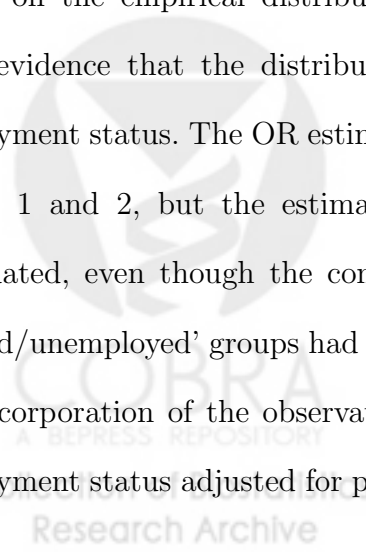 on the empirical distribu
evidence that the distribu
yment status. The OR estim
1 and 2, but the estima
ated, even though the con
d/unemployed' groups had
COBRA
corporation of the observa
A BEPRESS REPOSITORY
yment status adjusted for p
Collection of Biostatistics
Research Archive